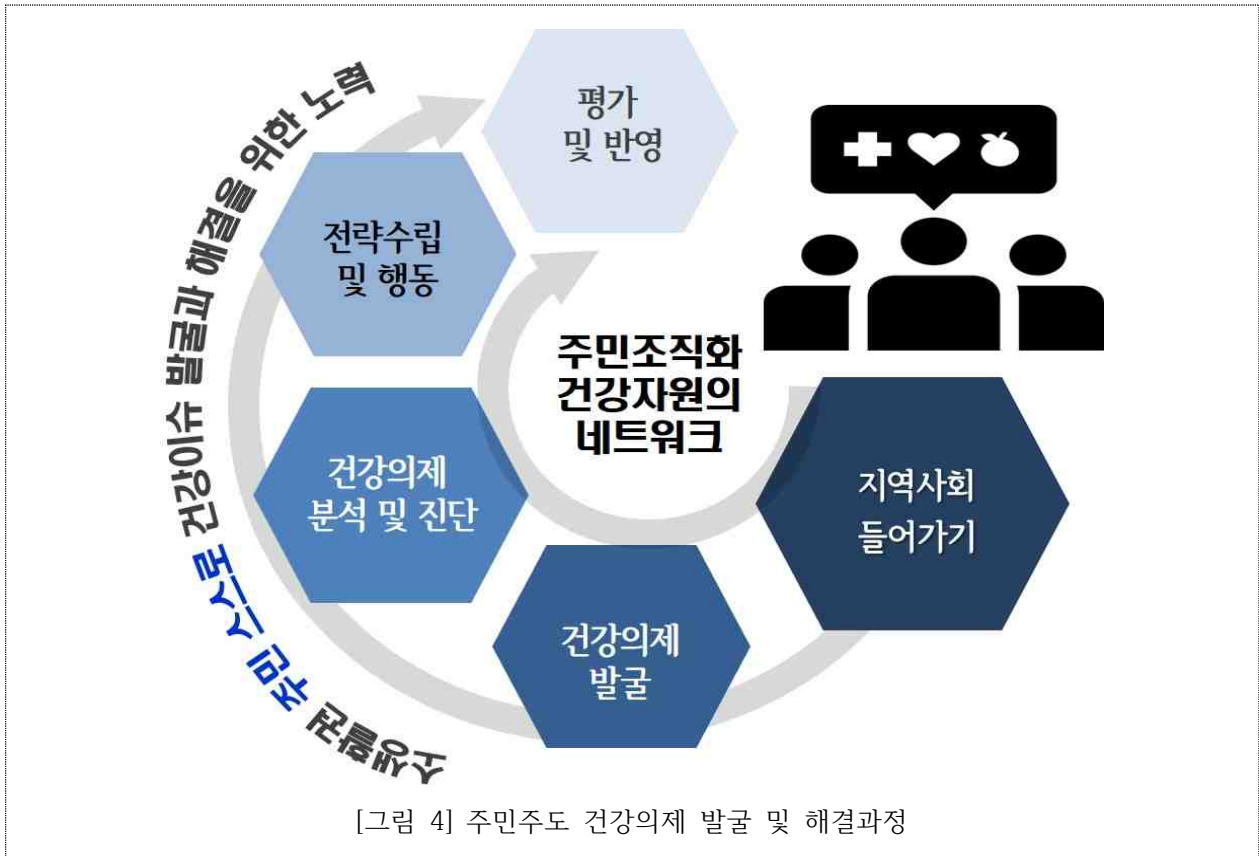 소생활권 주민 스스로 건강이슈 발굴과 해결을 위한 노력
평가
및 반영
전략수립
및 행동
주민조직화
건강자원의
네트워크
건강의제
분석 및 진단
지역사회
들어가기
건강의제
발굴
[그림 4] 주민주도 건강의제 발굴 및 해결과정